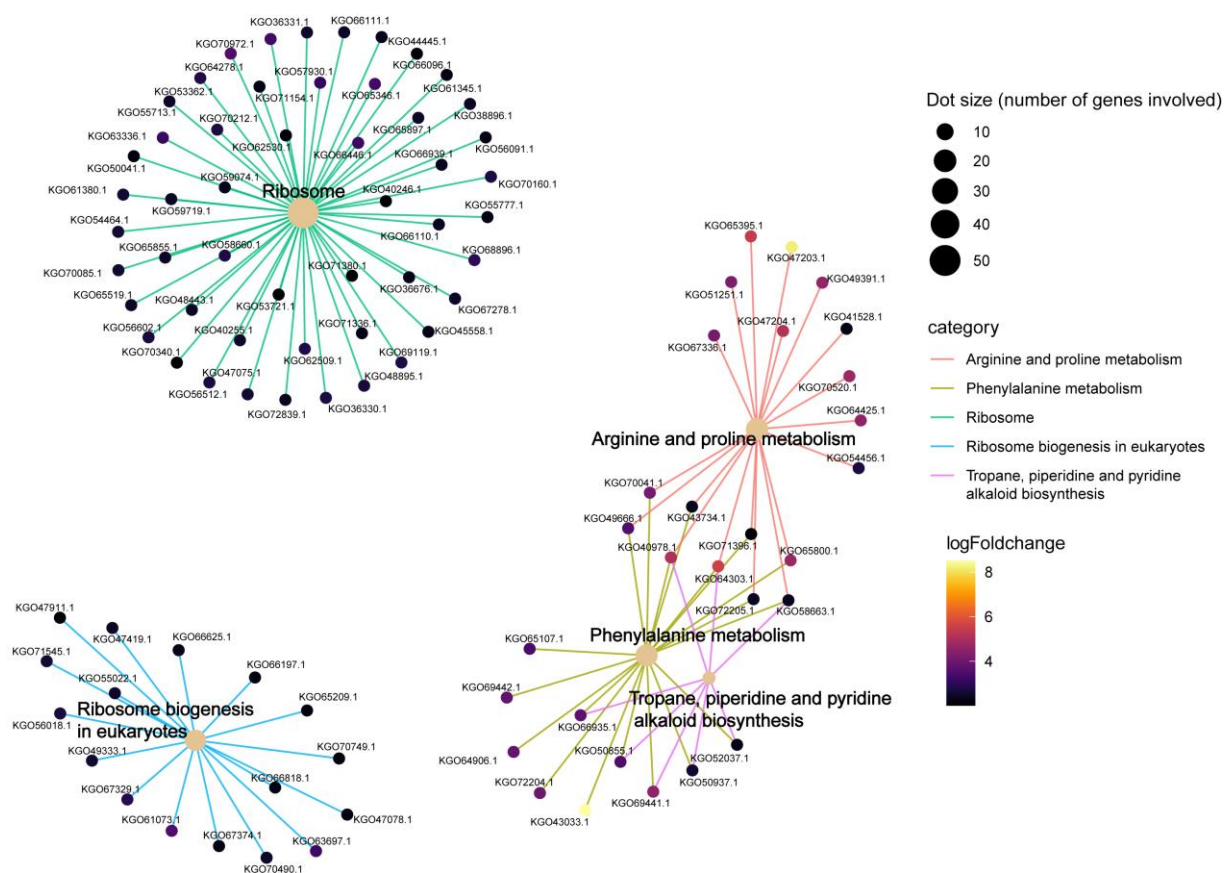 KGO36331.1
KGO66111.1
KGO70972.1
KGO44445.1
KGO64278.1
KGO57930.1
KGO66096.1
KGO53362.1
KGO71154.1
KGO65346.1
KGO61345.1
KGO55713.1
KGO70212.1
KGO65897.1
KGO38896.1
KGO63336.1
KGO62530.1
KGO66446.1
KGO66939.1
KGO56091.1
KGO50041.1
KGO59074.1
Ribosome
KGO40246.1
KGO70160.1
KGO61380.1
KGO59719.1
KGO55777.1
KGO54464.1
KGO66110.1
KGO65855.1
KGO58660.1
KGO68896.1
KGO70085.1
KGO71380.1
KGO36676.1
KGO65519.1
KGO48443.1
KGO53721.1
KGO67278.1
KGO56602.1
KGO40255.1
KGO71336.1
KGO45558.1
KGO70340.1
KGO62509.1
KGO69119.1
KGO47075.1
KGO48895.1
KGO56512.1
KGO72839.1
KGO36330.1
KGO65395.1
KGO47203.1
KGO51251.1
KGO49391.1
KGO47204.1
KGO41528.1
KGO67336.1
KGO70520.1
KGO64425.1
Arginine and proline metabolism
KGO54456.1
KGO70041.1
KGO49666.1
KGO43734.1
KGO40978.1
KGO71396.1
KGO65800.1
KGO64303.1
KGO72205.1
KGO58663.1
Phenylalanine metabolism
KGO65107.1
KGO69442.1
Tropane, piperidine and pyridine
alkaloid biosynthesis
KGO66935.1
KGO64906.1
KGO50855.1
KGO52037.1
KGO72204.1
KGO50937.1
KGO69441.1
KGO43033.1
KGO47911.1
KGO47419.1
KGO66625.1
KGO71545.1
KGO55022.1
KGO66197.1
KGO65209.1
Ribosome biogenesis
in eukaryotes
KGO56018.1
KGO49333.1
KGO70749.1
KGO67329.1
KGO66818.1
KGO61073.1
KGO47078.1
KGO67374.1
KGO63697.1
KGO70490.1
Dot size (number of genes involved)
10
20
30
40
50
category
Arginine and proline metabolism
Phenylalanine metabolism
Ribosome
Ribosome biogenesis in eukaryotes
Tropane, piperidine and pyridine
alkaloid biosynthesis
logFoldchange
8
6
4